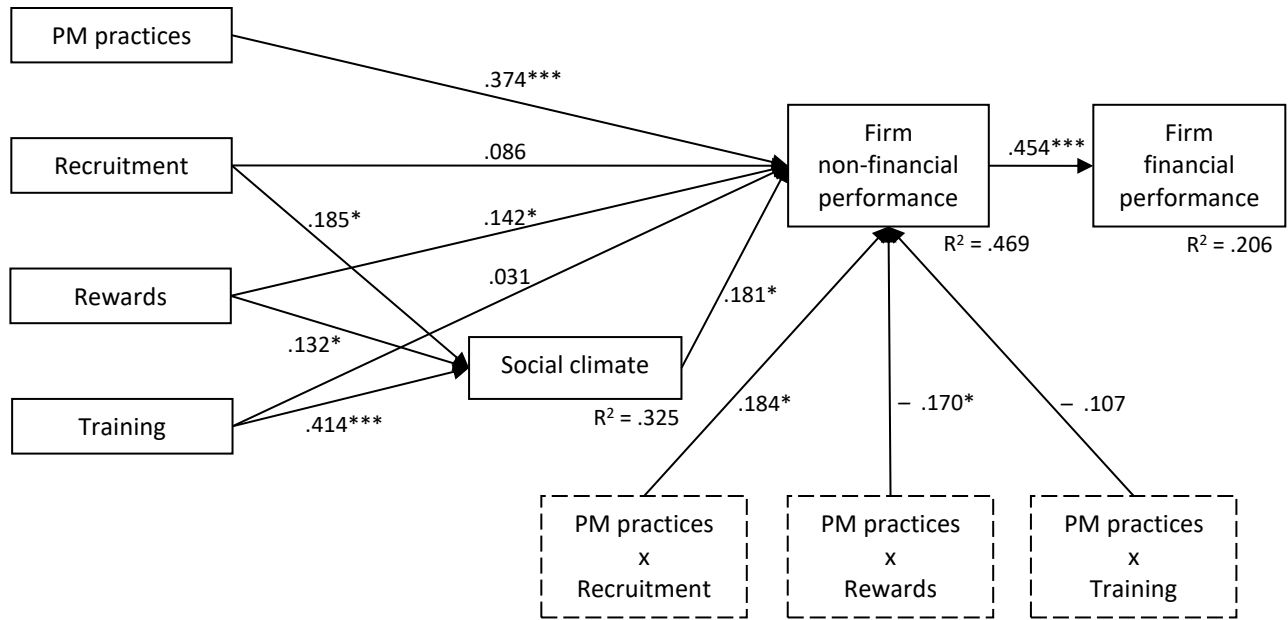 PM practices
.374***
Recruitment
.086
Firm
non-financial
performance
.454***
Firm
financial
performance
.185*
.142*
R² = .469
R² = .206
Rewards
.031
.181*
.132*
Social climate
Training
.414***
R² = .325
.184*
– .170*
– .107
PM practices
x
Recruitment
PM practices
x
Rewards
PM practices
x
Training